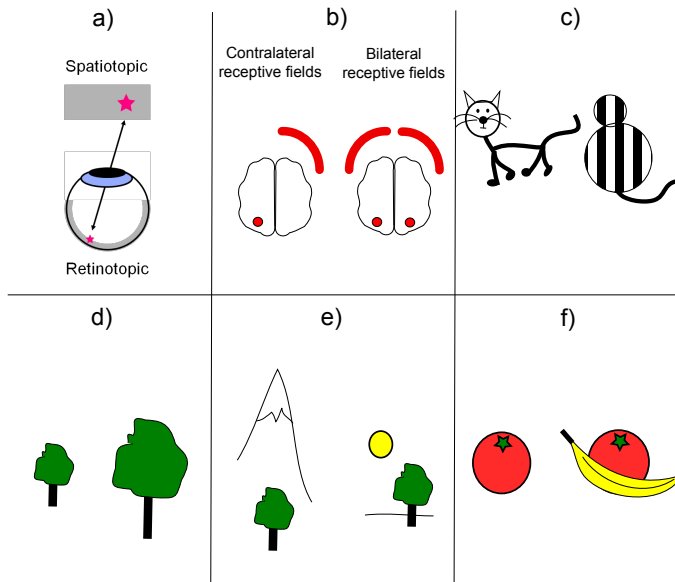 a)
Spatiotopic
Retinotopic
b)
Contralateral
receptive fields
Bilateral
receptive fields
c)
d)
e)
f)